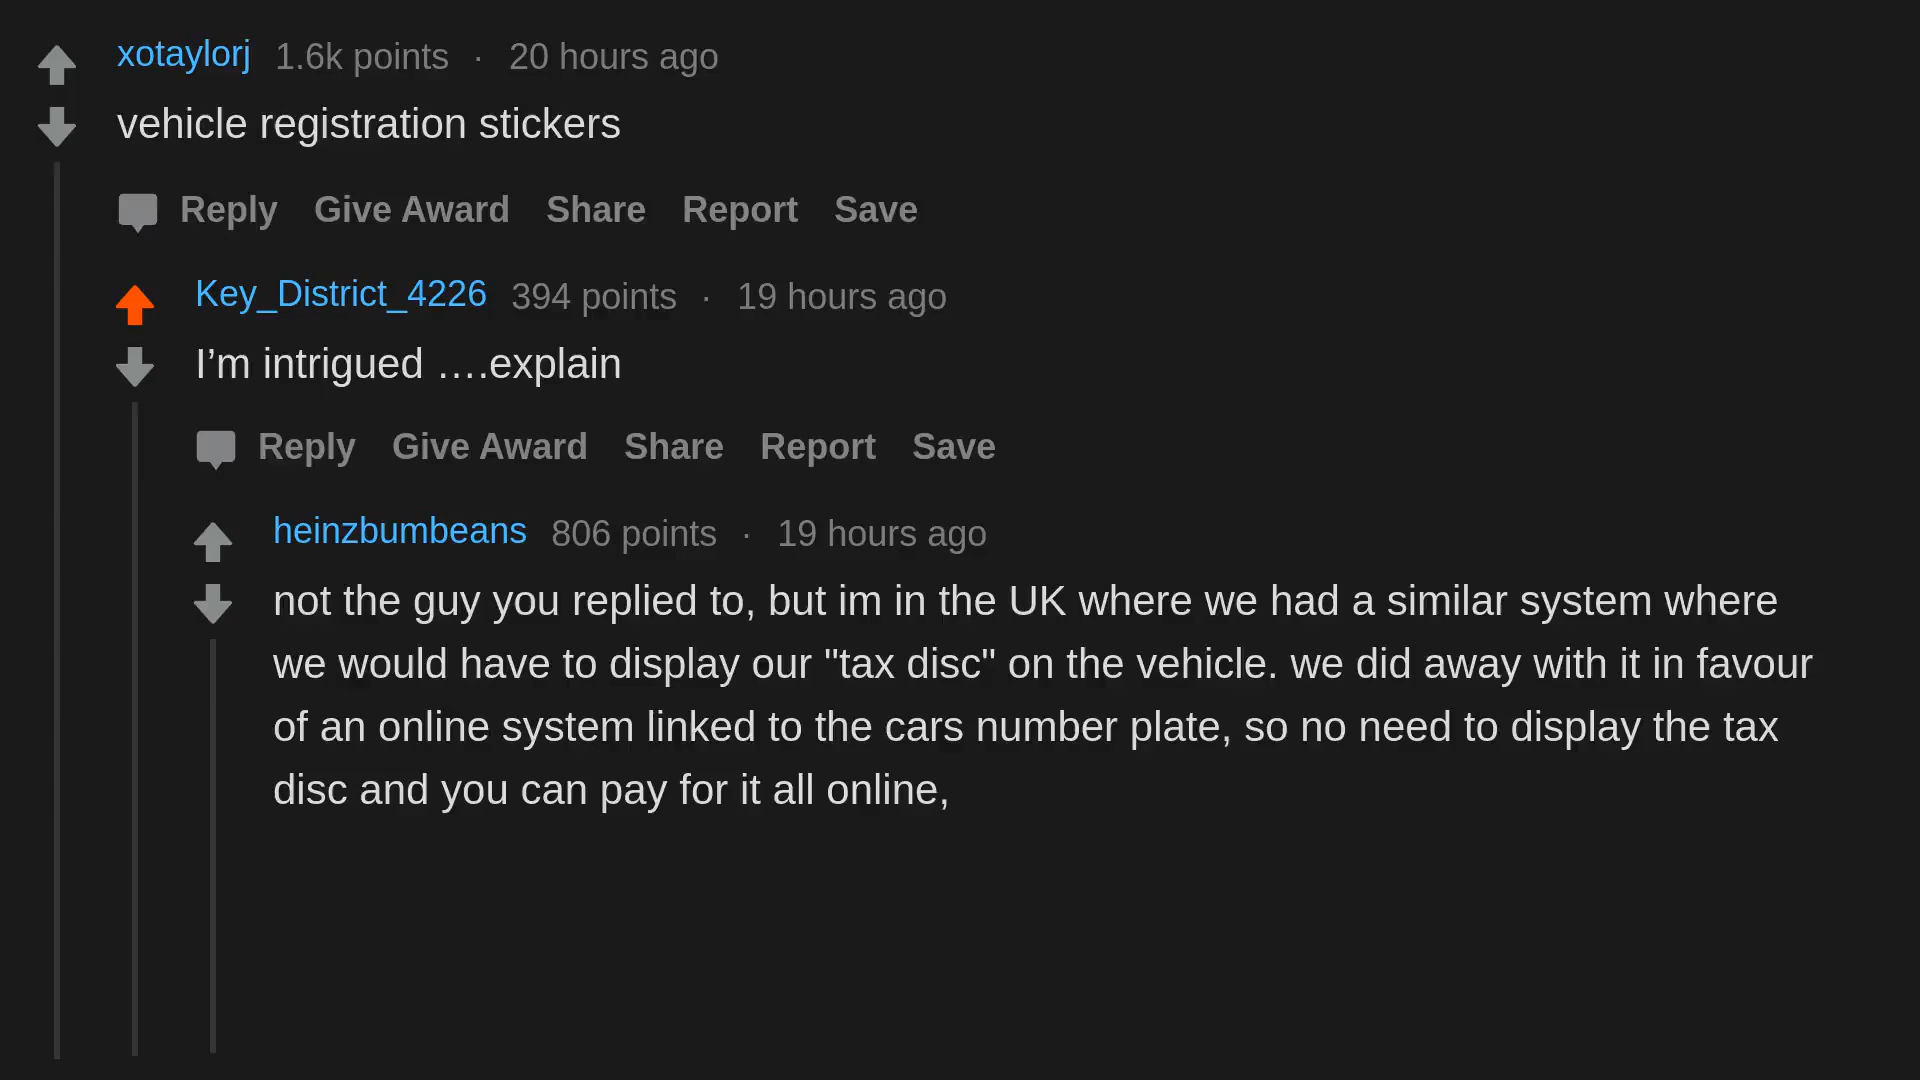 xotaylorj 1.6k points · 20 hours ago
vehicle registration stickers
Reply Give Award Share Report Save
Key_District_4226 394 points · 19 hours ago
I’m intrigued ….explain
Reply Give Award Share Report Save
heinzbumbeans 806 points · 19 hours ago
not the guy you replied to, but im in the UK where we had a similar system where
we would have to display our "tax disc" on the vehicle. we did away with it in favour
of an online system linked to the cars number plate, so no need to display the tax
disc and you can pay for it all online,